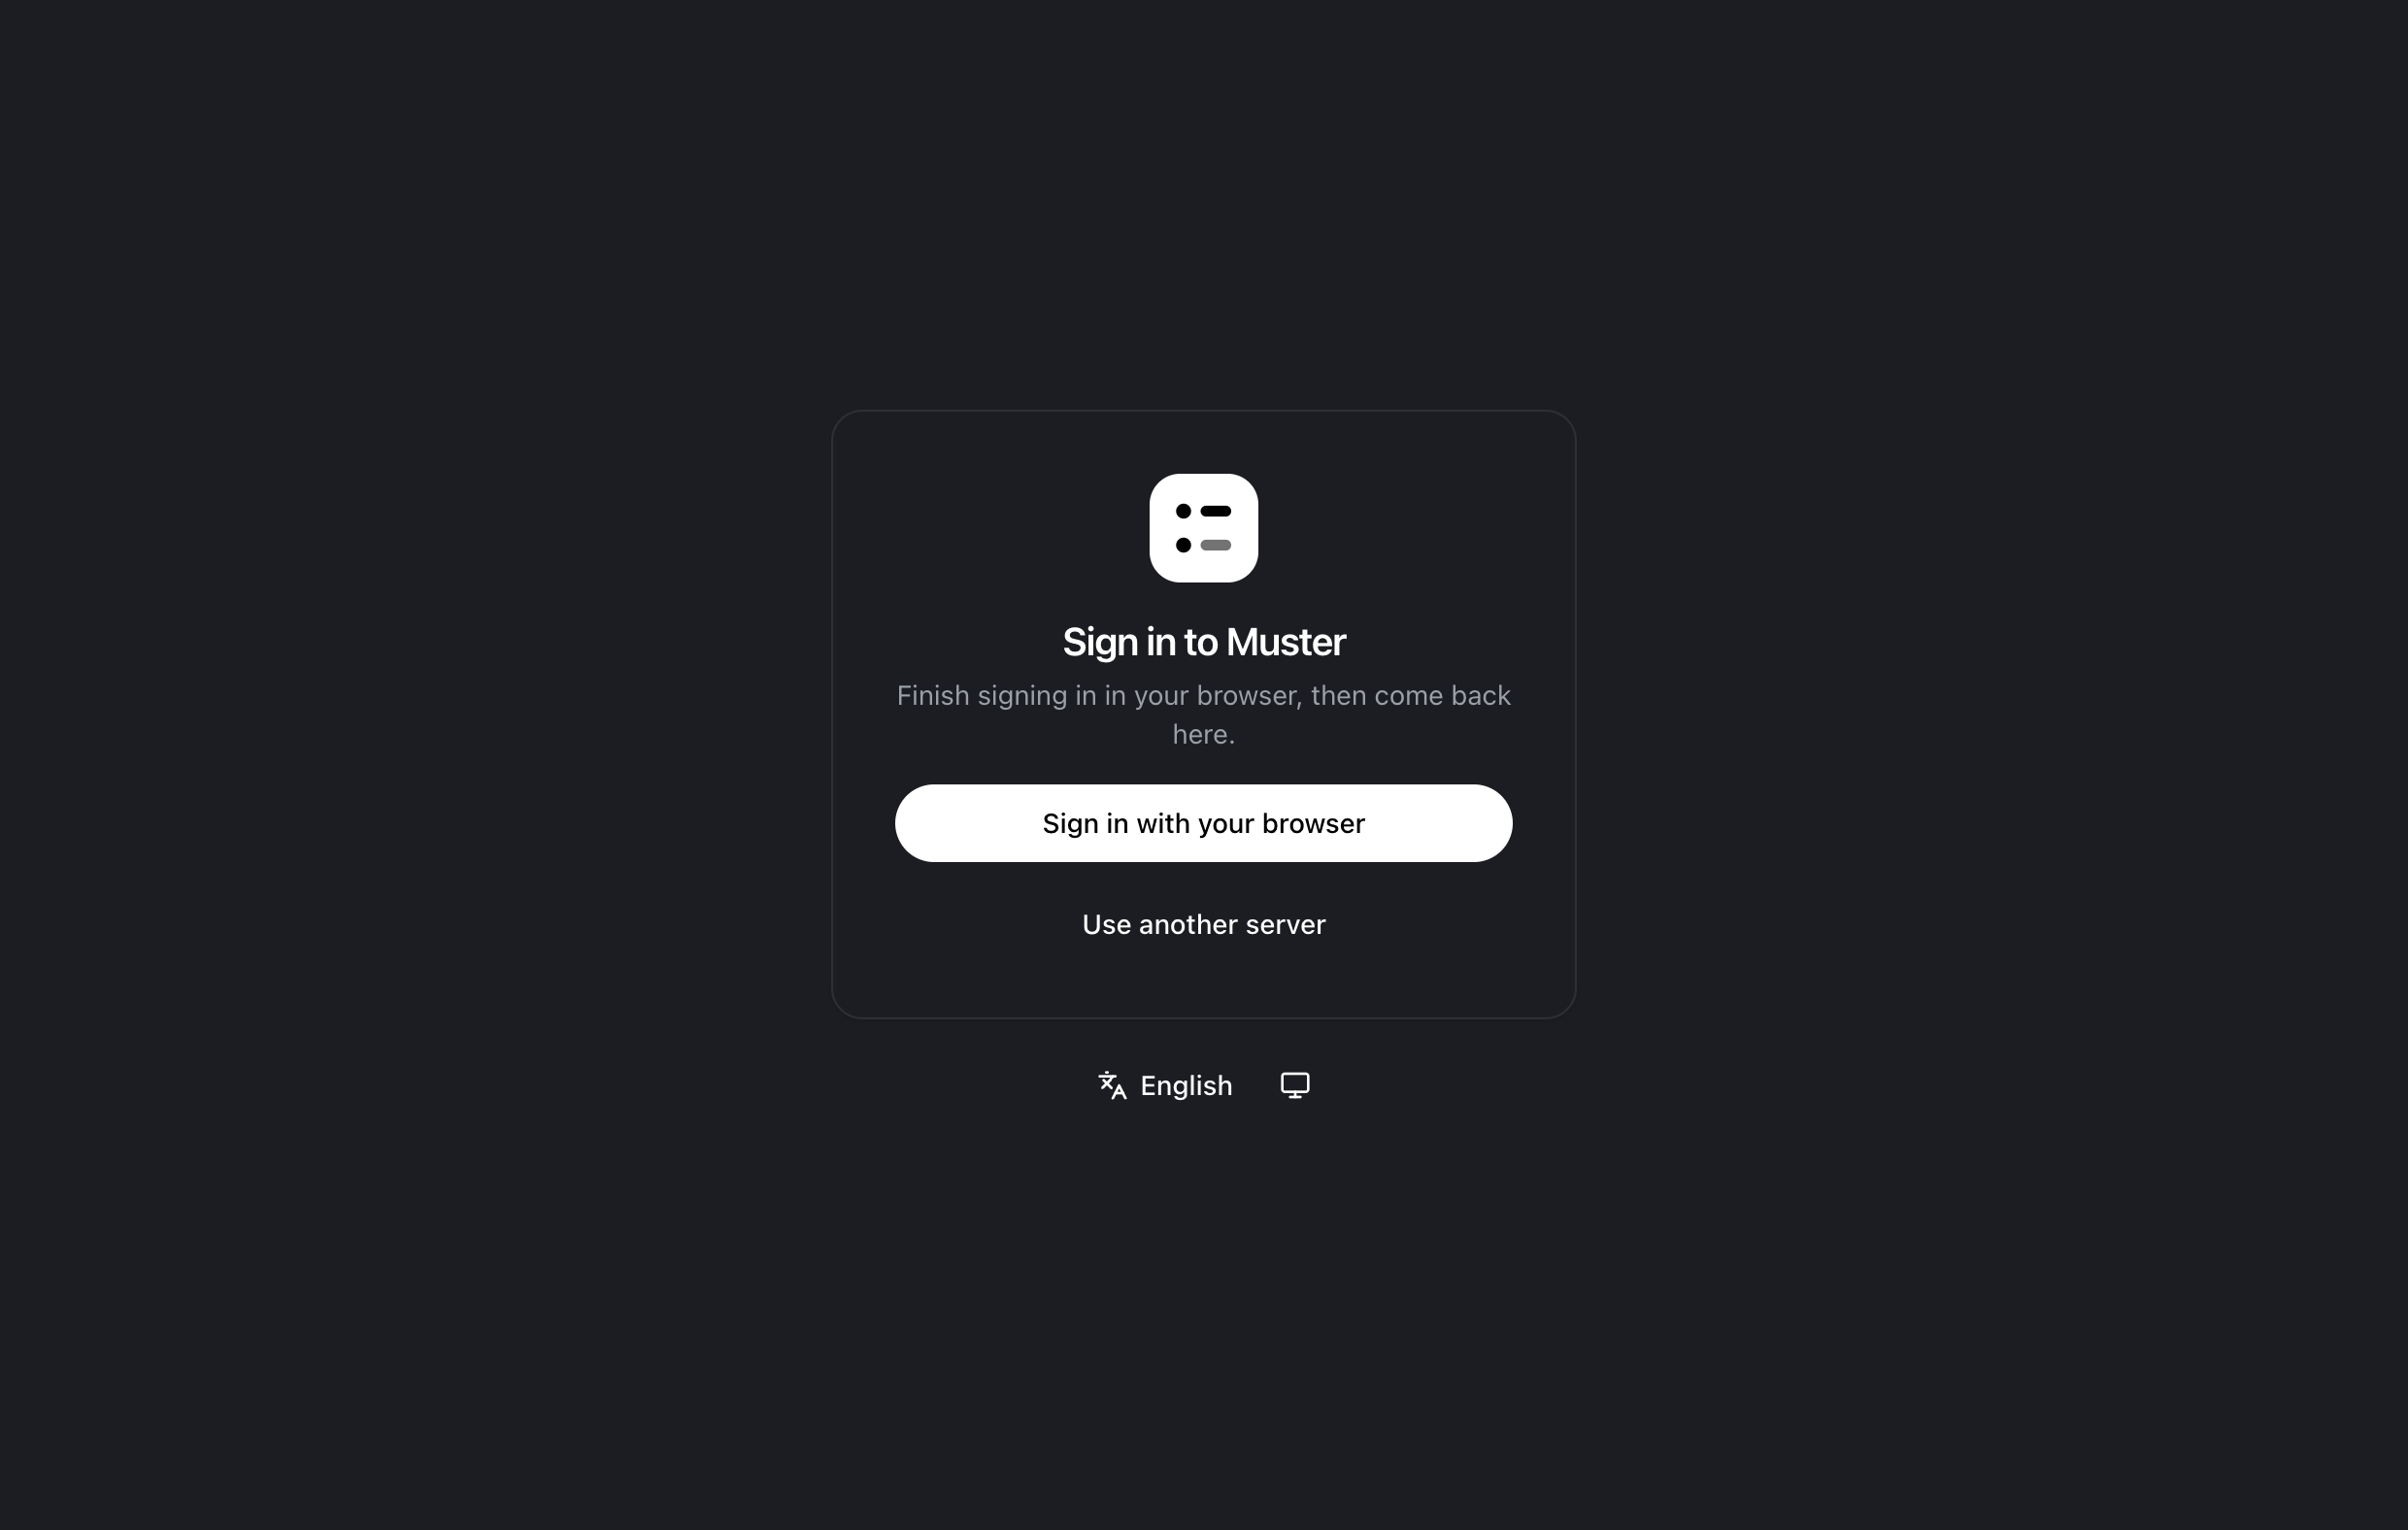 Sign in to Muster
Finish signing in in your browser, then come back
here.
Sign in with your browser
Use another server
English